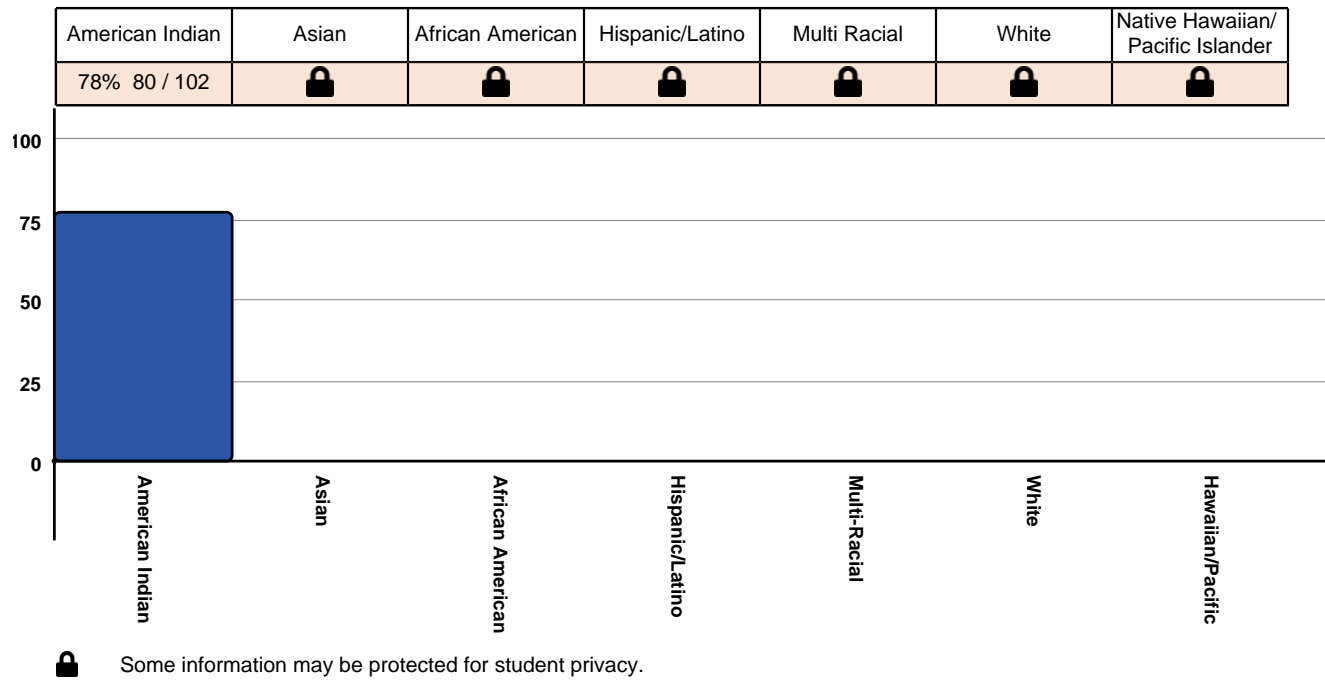 American Indian Asian African American Hispanic/Latino Multi Racial White Native Hawaiian/
Pacific Islander
78% 80 / 102
100
75
50
25
0
American Indian
Asian
African American
Hispanic/Latino
Multi-Racial
White
Hawaiian/Pacific
Some information may be protected for student privacy.